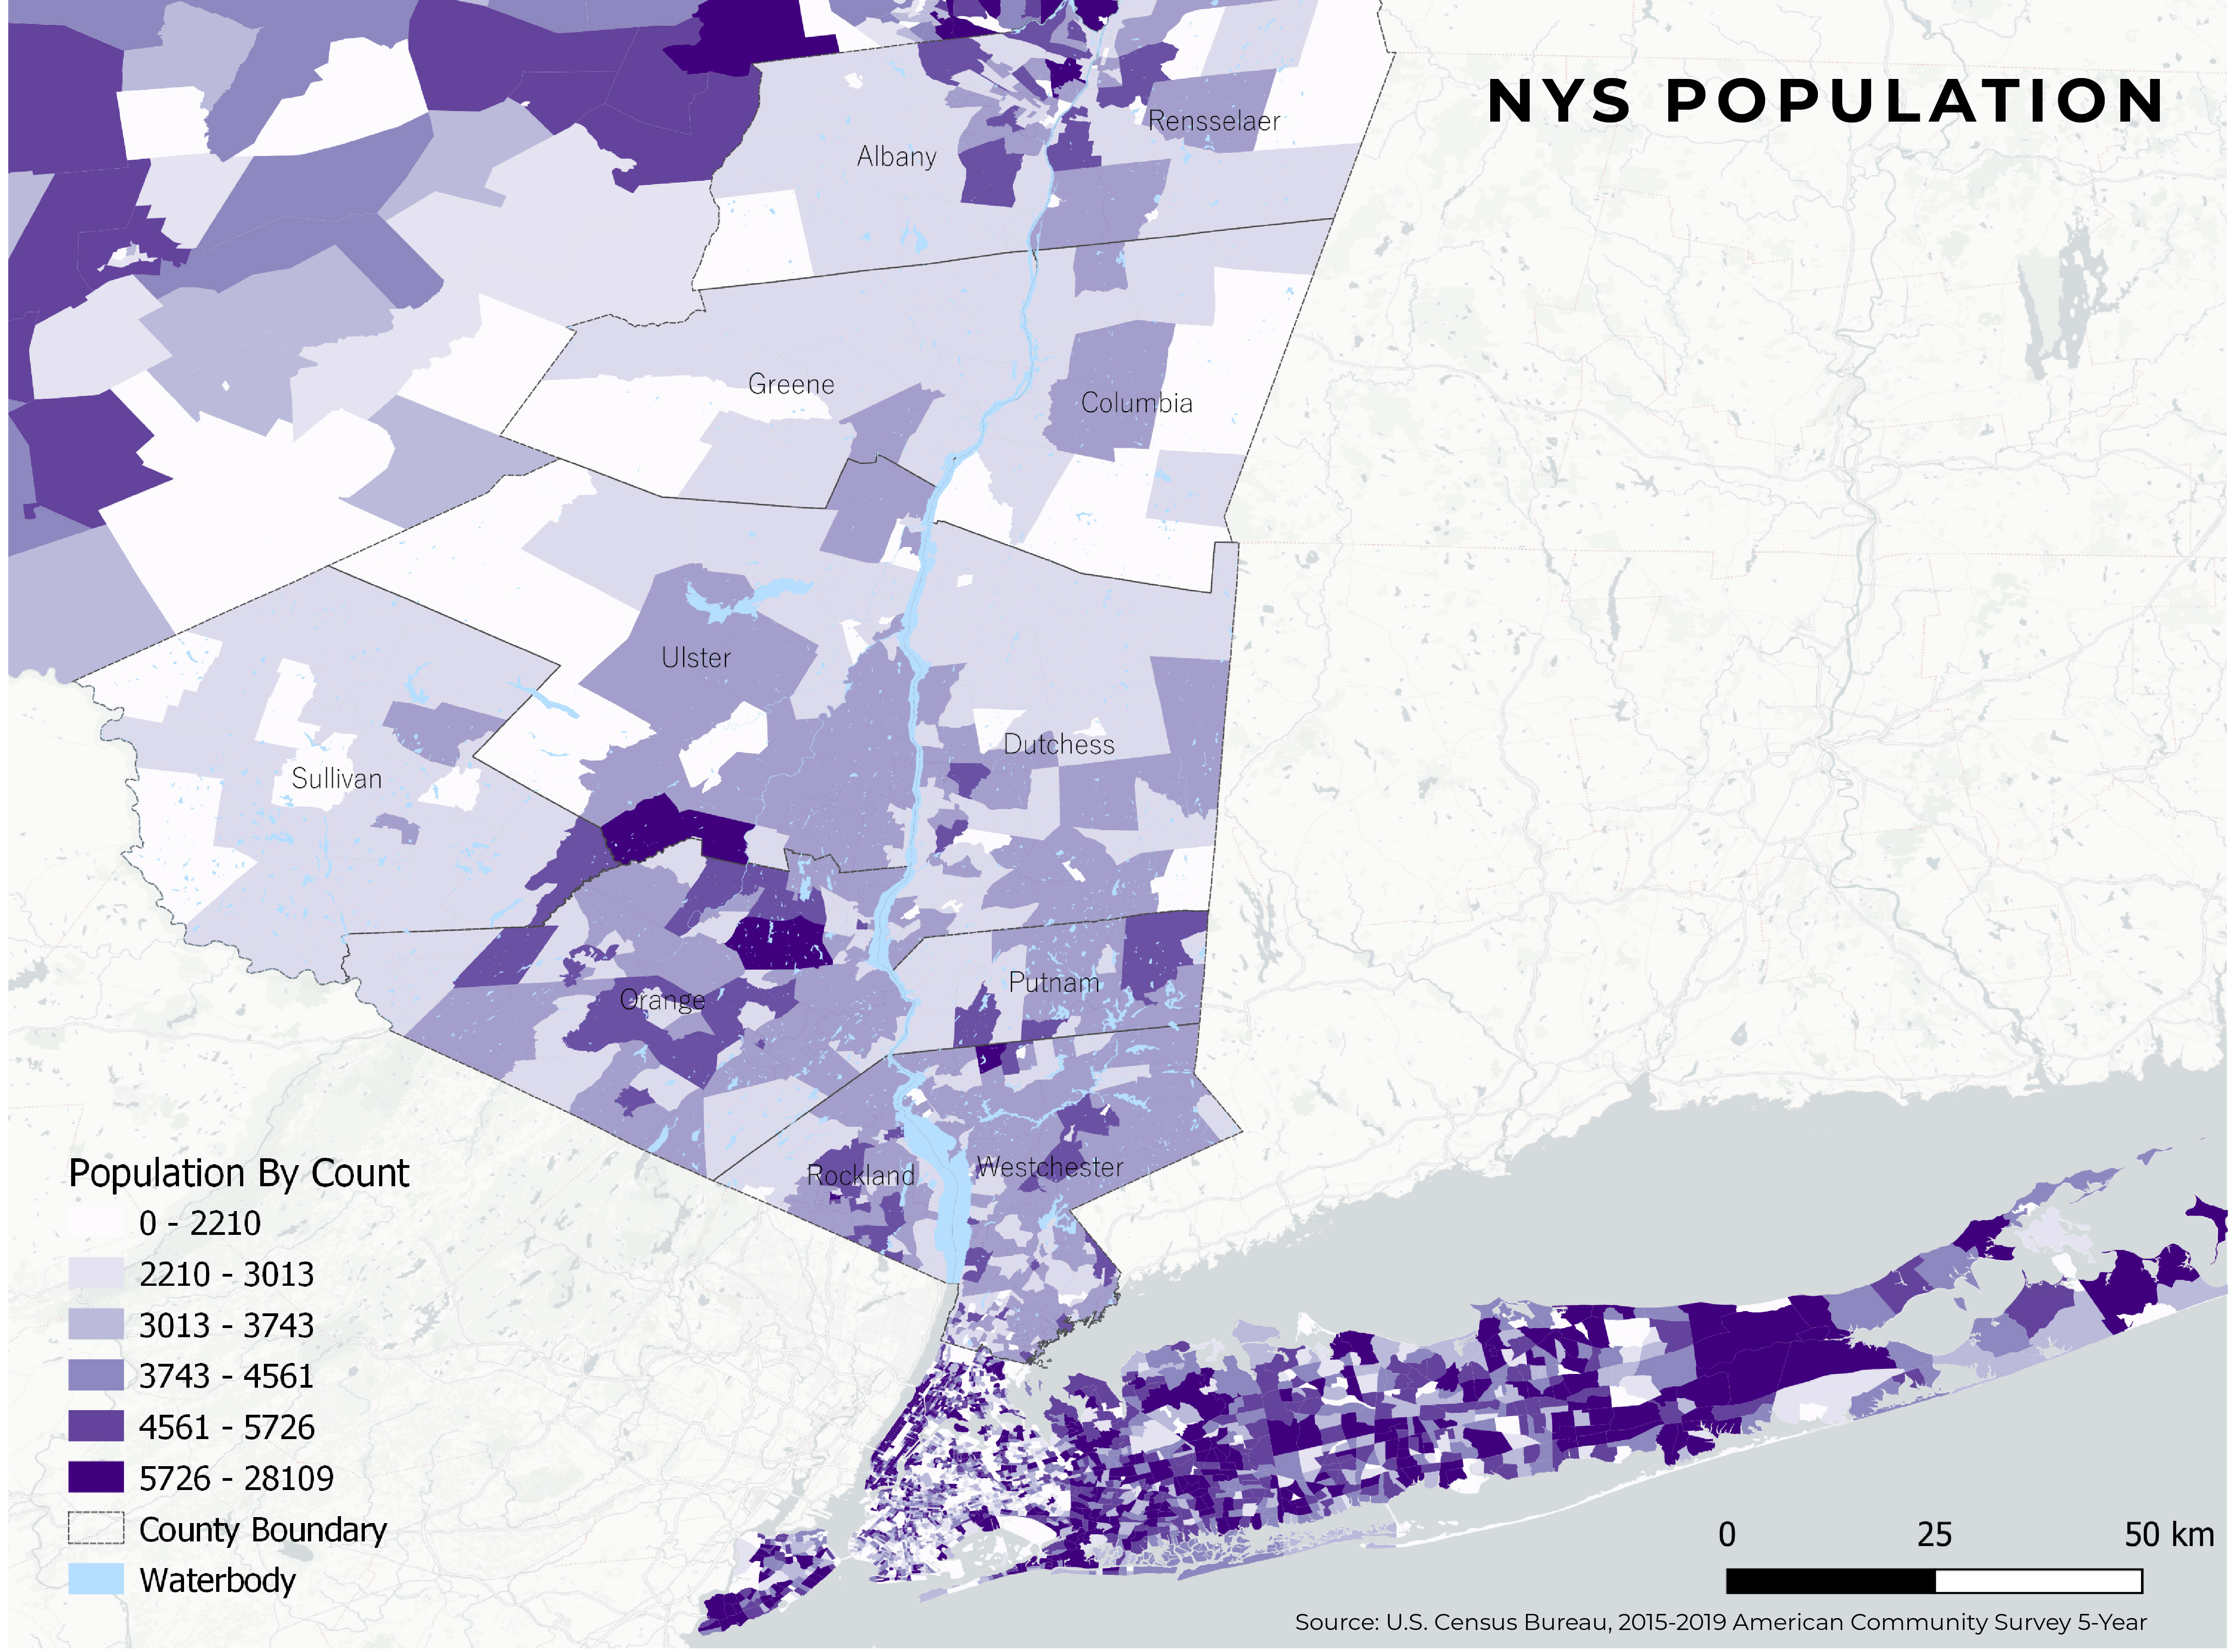 NYS POPULATION
Rensselaer
Albany
Greene
Columbia
Ulster
Dutchess
Sullivan
Putnam
Orange
Rockland
Westchester
Population By Count
0 - 2210
2210 - 3013
3013 - 3743
3743 - 4561
4561 - 5726
5726 - 28109
County Boundary
Waterbody
0 25 50 km
Source: U.S. Census Bureau, 2015-2019 American Community Survey 5-Year